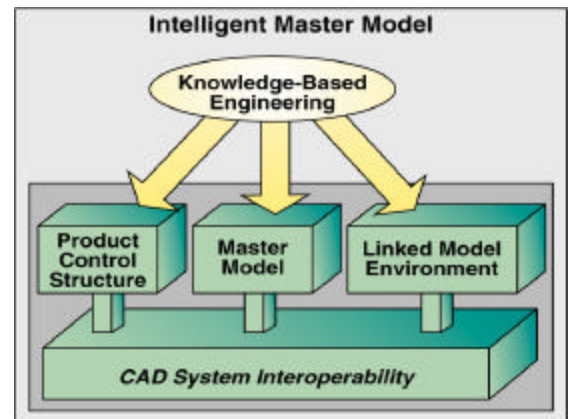 Intelligent Master Model
Knowledge-Based
Engineering
Product
Control
Structure
Master
Model
Linked Model
Environment
CAD System Interoperability